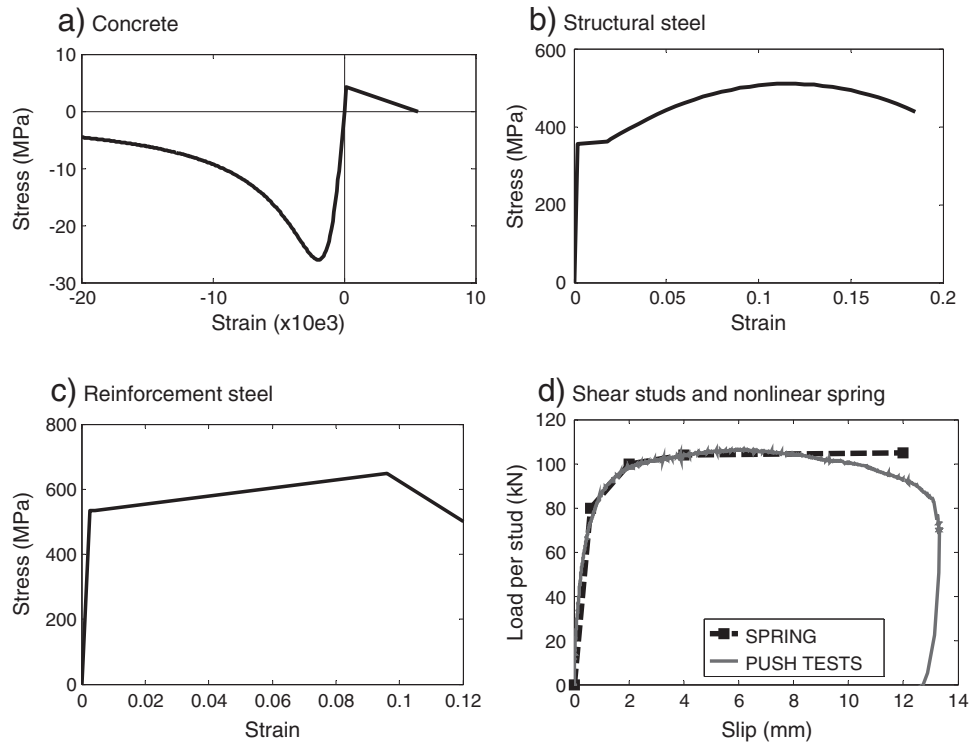 a) Concrete
10
0
-10
-20
-30
Stress (MPa)
-20 -10 0 10
Strain (x10e3)
b) Structural steel
600
400
200
0
Stress (MPa)
0 0.05 0.1 0.15 0.2
Strain
c) Reinforcement steel
800
600
400
200
0
Stress (MPa)
0 0.02 0.04 0.06 0.08 0.1 0.12
Strain
d) Shear studs and nonlinear spring
120
100
80
60
40
20
0
Load per stud (kN)
SPRING
PUSH TESTS
0 2 4 6 8 10 12 14
Slip (mm)